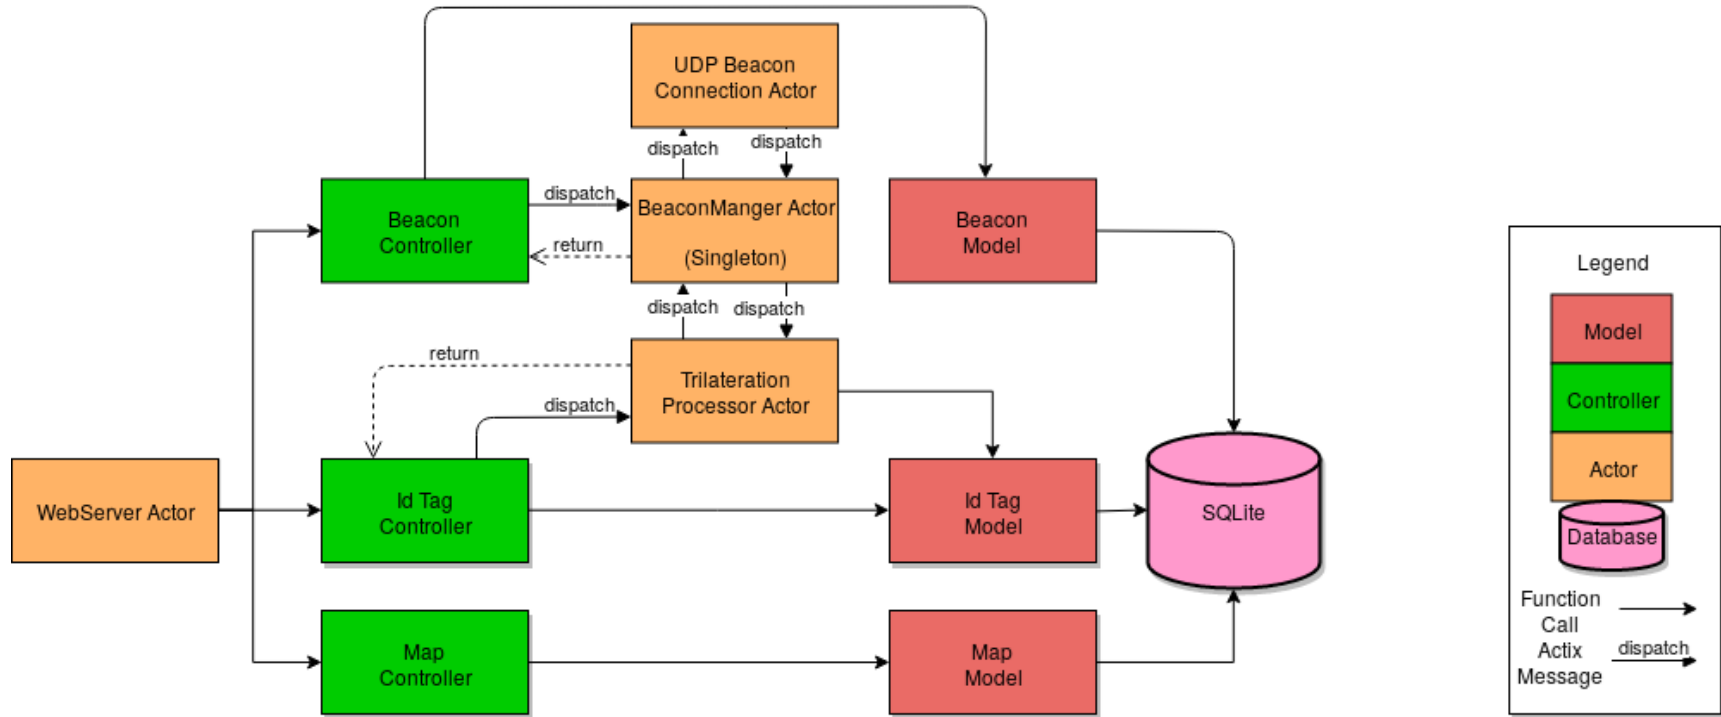 UDP Beacon
Connection Actor
dispatch
dispatch
Beacon
Controller
dispatch
return
BeaconManger Actor
(Singleton)
Beacon
Model
dispatch
dispatch
return
Trilateration
Processor Actor
dispatch
WebServer Actor
Id Tag
Controller
Id Tag
Model
SQLite
Map
Controller
Map
Model
Legend
Model
Controller
Actor
Database
Function
Call
Actix
Message
dispatch